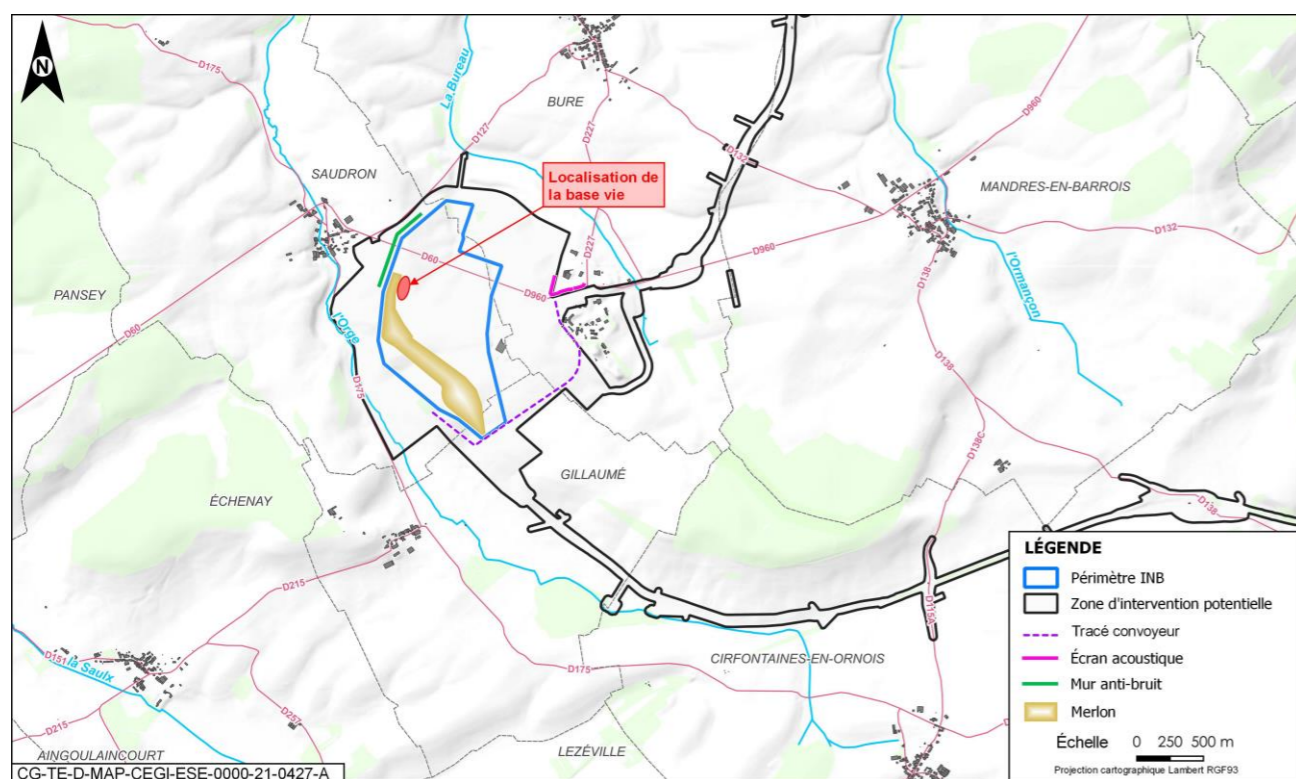 N
D175
La Bureau
BURE
D960
D127
D227
D132
SAUDRON
Localisation de
la base vie
MANDRES-EN-BARROIS
D227
D132
D60
D960
D960
PANSEY
D138
l'Ormançon
D60
l'Orge
D175
D138C
GILLAUMÉ
ÉCHENAY
D138
D215
D115A
D151
la Saulx
D175
CIRFONTAINES-EN-ORNOIS
D215
D257
AINGOULAINCOURT
LEZÉVILLE
LÉGENDE
Périmètre INB
Zone d'intervention potentielle
Tracé convoyeur
Écran acoustique
Mur anti-bruit
Merlon
Échelle 0 250 500 m
Projection cartographique Lambert RGF93
CG-TE-D-MAP-CEGI-ESE-0000-21-0427-A